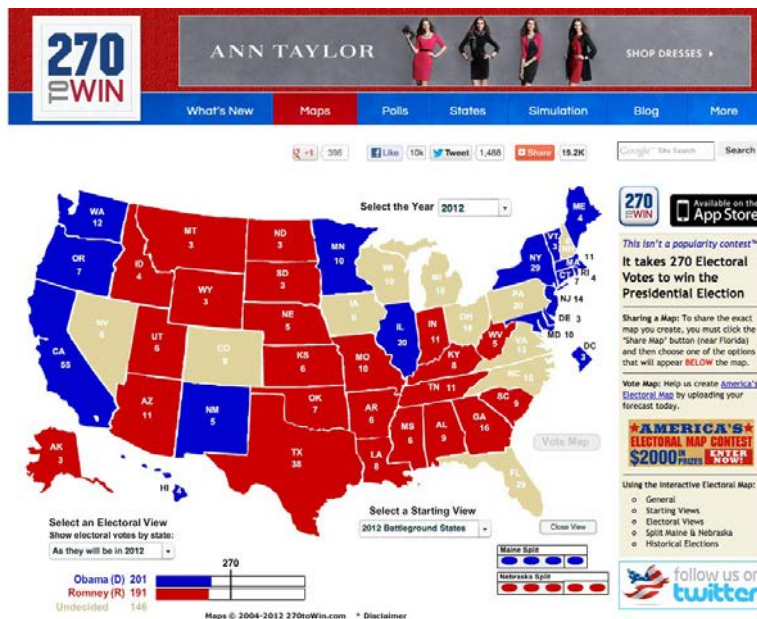 270
TO WIN
ANN TAYLOR
SHOP DRESSES
What's New
Maps
Polls
States
Simulation
Blog
More
+1 398
Like 10k
Tweet 1,488
Share 19.2K
Google Site Search
Search
Select the Year 2012
WA
12
OR
7
CA
55
NV
6
ID
4
MT
3
WY
3
UT
6
AZ
11
CO
9
NM
5
ND
3
SD
3
NE
5
KS
6
OK
7
TX
38
MN
10
IA
6
MO
10
AR
6
LA
8
WI
10
IL
20
MI
16
IN
11
OH
18
KY
8
TN 11
MS
6
AL
9
GA
16
FL
29
SC
9
NC 15
VA
13
WV
5
PA
20
NY
29
VT
3
NH
4
ME
4
MA
11
RI
4
CT
7
NJ 14
DE 3
MD 10
DC
3
AK
3
HI
4
Vote Map
Select an Electoral View
Show electoral votes by state:
As they will be in 2012
Select a Starting View
2012 Battleground States
Close View
270
Obama (D) 201
Romney (R) 191
Undecided 146
Maine Split
Nebraska Split
Maps © 2004-2012 270toWin.com * Disclaimer
270
TO WIN
Available on the
App Store
This isn't a popularity contest™
It takes 270 Electoral
Votes to win the
Presidential Election
Sharing a Map: To share the exact
map you create, you must click the
'Share Map' button (near Florida)
and then choose one of the options
that will appear BELOW the map.
Vote Map: Help us create America's
Electoral Map by uploading your
forecast today.
AMERICA'S
ELECTORAL MAP CONTEST
$2000 IN PRIZES ENTER NOW!
Using the Interactive Electoral Map:
General
Starting Views
Electoral Views
Split Maine & Nebraska
Historical Elections
follow us on
twitter